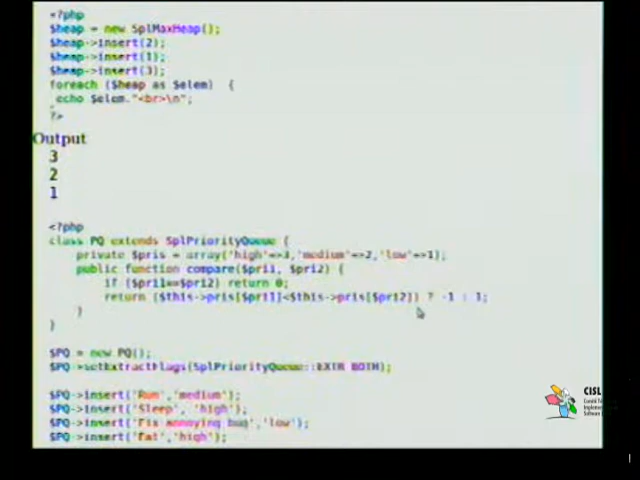 <?php
$heap = new SplMaxHeap();
$heap->insert(2);
$heap->insert(1);
$heap->insert(3);
foreach ($heap as $elem) {
echo $elem."<br>\n";
}
?>
Output
3
2
1
<?php
class PQ extends SplPriorityQueue {
private $pris = array('high'=>3,'medium'=>2,'low'=>1);
public function compare($pri1, $pri2) {
if ($pri1==$pri2) return 0;
return ($this->pris[$pri1]<$this->pris[$pri2]) ? -1 : 1;
}
}
$PQ = new PQ();
$PQ->setExtractFlags(SplPriorityQueue::EXTR_BOTH);
$PQ->insert('Run','medium');
$PQ->insert('Sleep', 'high');
$PQ->insert('Fix annoying bug','low');
$PQ->insert('Eat','high');
CISL
Software